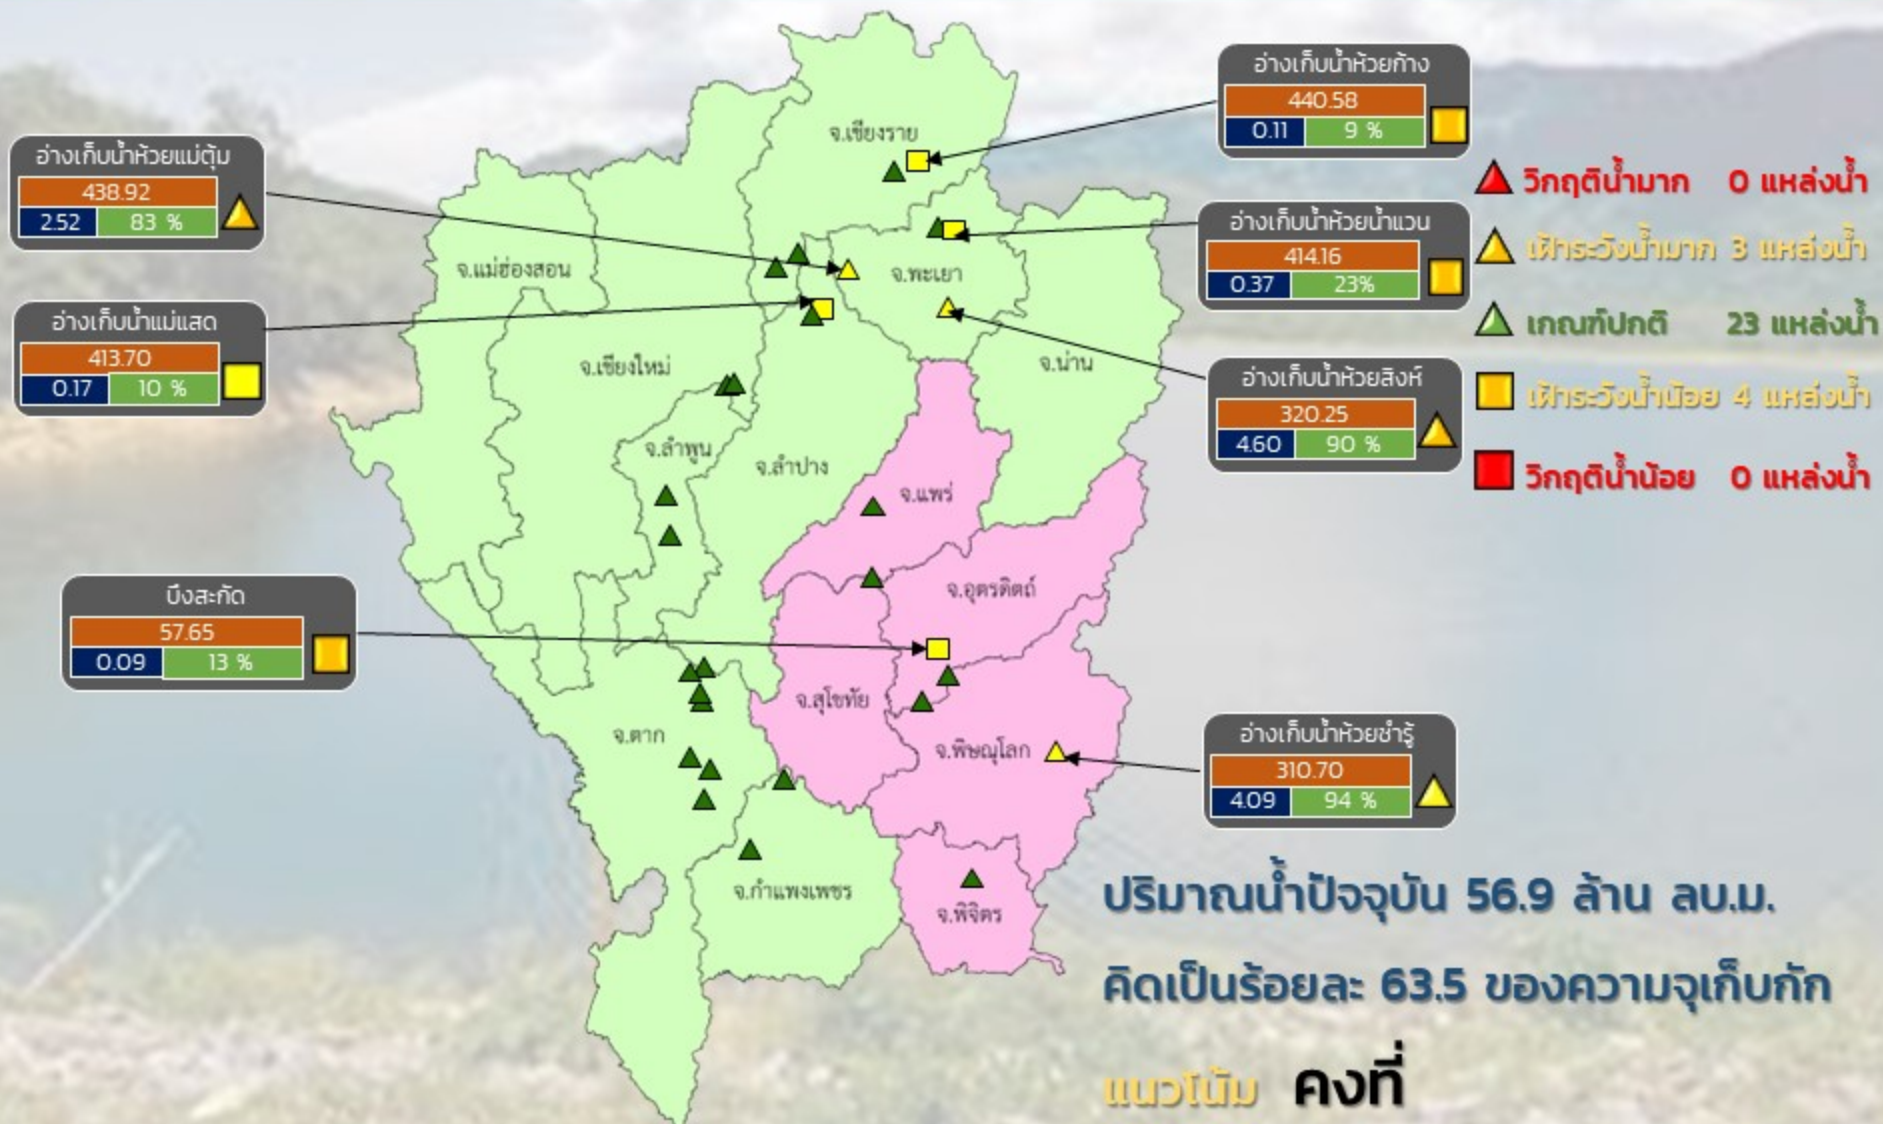 อ่างเก็บน้ำห้วยแม่ตุ้ม
438.92
2.52 83 %
อ่างเก็บน้ำแม่แสด
413.70
0.17 10 %
บึงสะกัด
57.65
0.09 13 %
จ.เชียงราย
จ.แม่ฮ่องสอน
จ.พะเยา
จ.เชียงใหม่
จ.น่าน
จ.ลำพูน
จ.ลำปาง
จ.แพร่
จ.อุตรดิตถ์
จ.สุโขทัย
จ.ตาก
จ.พิษณุโลก
จ.กำแพงเพชร
จ.พิจิตร
อ่างเก็บน้ำห้วยก้าง
440.58
0.11 9 %
อ่างเก็บน้ำห้วยน้ำแวน
414.16
0.37 23%
อ่างเก็บน้ำห้วยสิงห์
320.25
4.60 90 %
อ่างเก็บน้ำห้วยซำรู้
310.70
4.09 94 %
วิกฤติน้ำมาก 0 แหล่งน้ำ
เฝ้าระวังน้ำมาก 3 แหล่งน้ำ
เกณฑ์ปกติ 23 แหล่งน้ำ
เฝ้าระวังน้ำน้อย 4 แหล่งน้ำ
วิกฤติน้ำน้อย 0 แหล่งน้ำ
ปริมาณน้ำปัจจุบัน 56.9 ล้าน ลบ.ม.
คิดเป็นร้อยละ 63.5 ของความจุเก็บกัก
แนวโน้ม คงที่